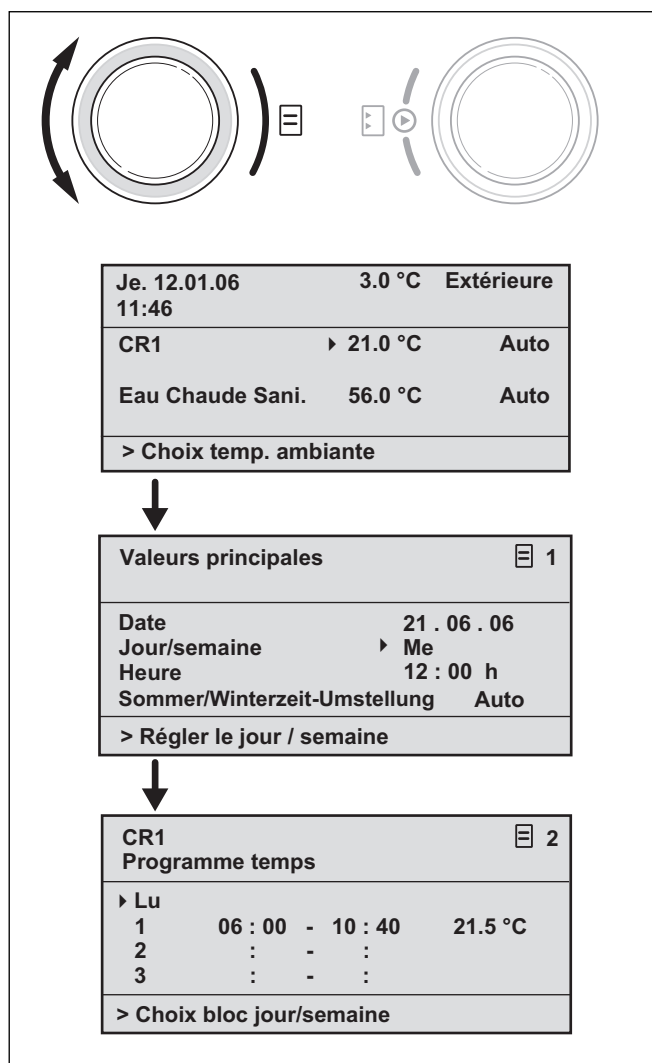 Je. 12.01.06 3.0 °C Extérieure
11:46
CR1 21.0 °C Auto
Eau Chaude Sani. 56.0 °C Auto
> Choix temp. ambiante
Valeurs principales 1
Date 21 . 06 . 06
Jour/semaine Me
Heure 12 : 00 h
Sommer/Winterzeit-Umstellung Auto
> Régler le jour / semaine
CR1 2
Programme temps
Lu
1 06 : 00 - 10 : 40 21.5 °C
2 : - :
3 : - :
> Choix bloc jour/semaine